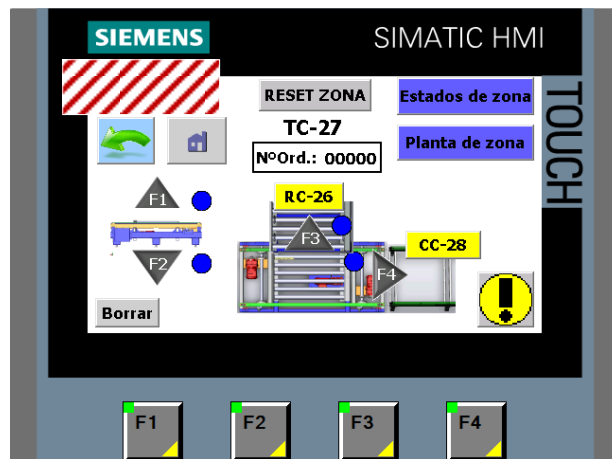 SIEMENS
SIMATIC HMI
TOUCH
RESET ZONA
Estados de zona
TC-27
NºOrd.: 00000
Planta de zona
F1
RC-26
F3
CC-28
F2
F4
Borrar
F1
F2
F3
F4